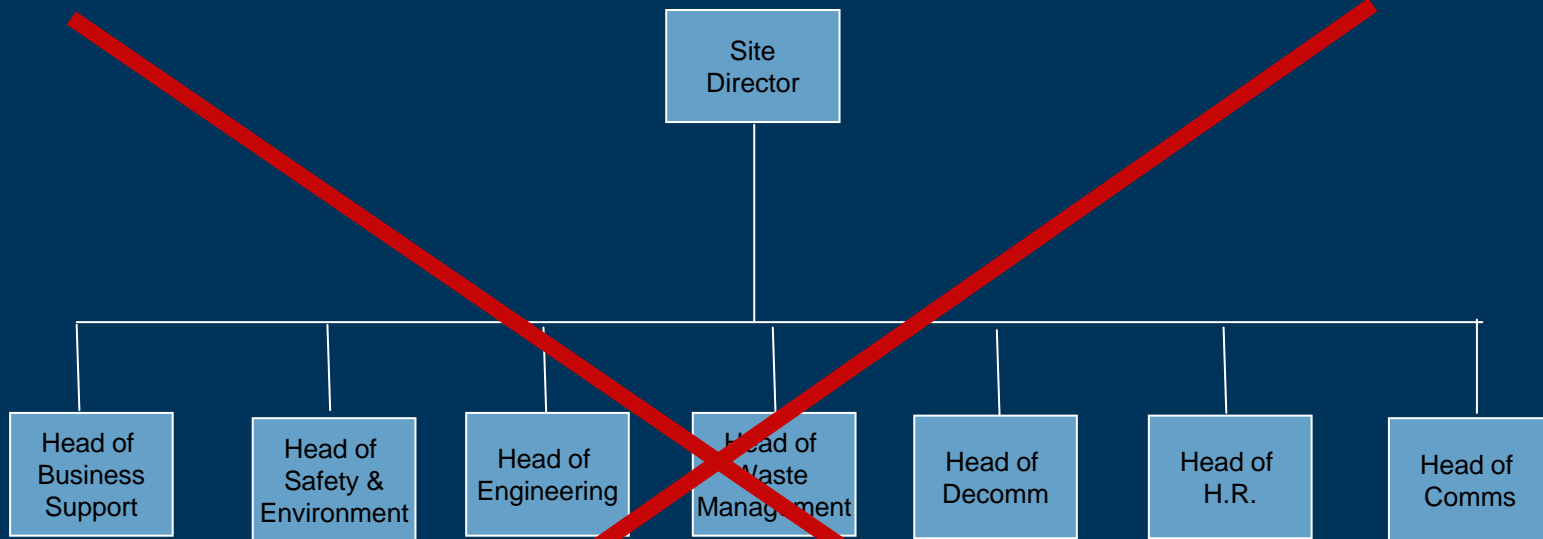 Site
Director
Head of
Business
Support
Head of
Safety &
Environment
Head of
Engineering
Head of
Waste
Management
Head of
Decomm
Head of
H.R.
Head of
Comms